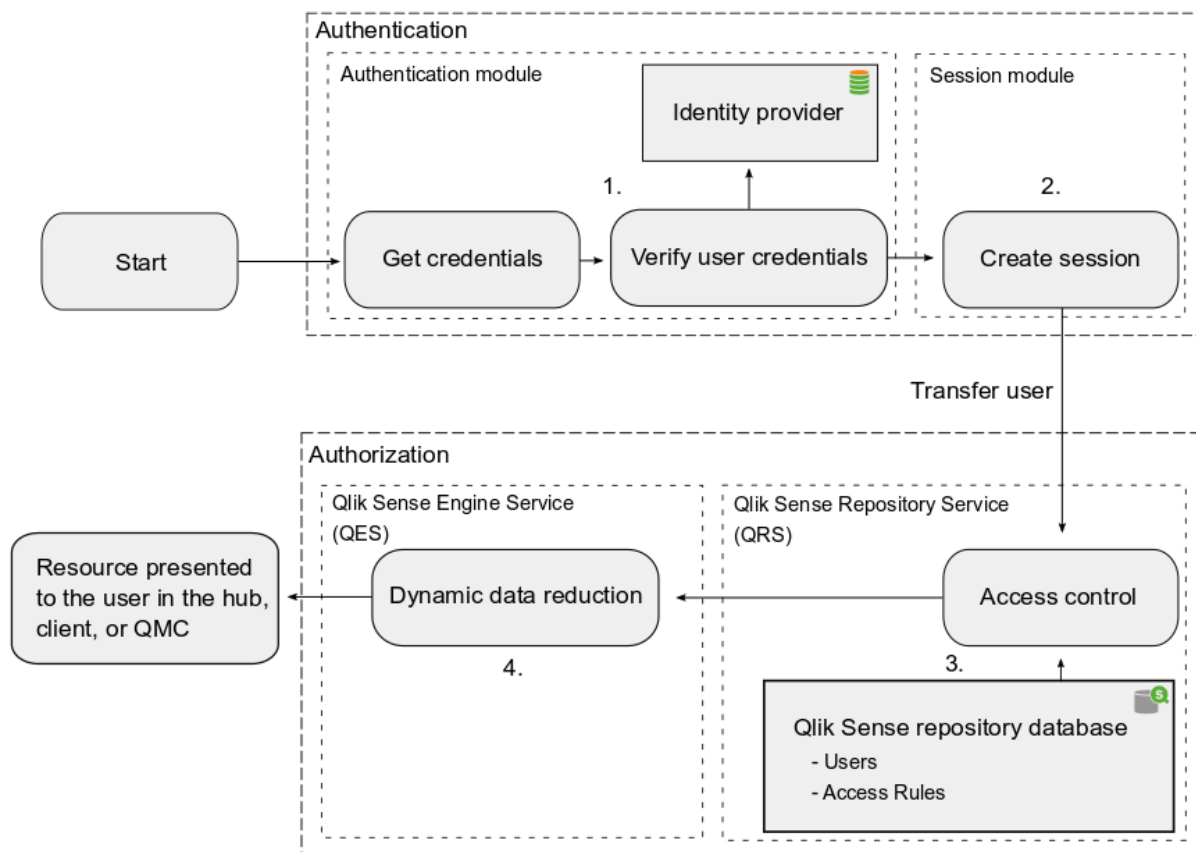 Authentication
Authentication module
Session module
Identity provider
1.
2.
Start
Get credentials
Verify user credentials
Create session
Transfer user
Authorization
Qlik Sense Engine Service
(QES)
Qlik Sense Repository Service
(QRS)
Resource presented
to the user in the hub,
client, or QMC
Dynamic data reduction
Access control
4.
3.
S
Qlik Sense repository database
- Users
- Access Rules